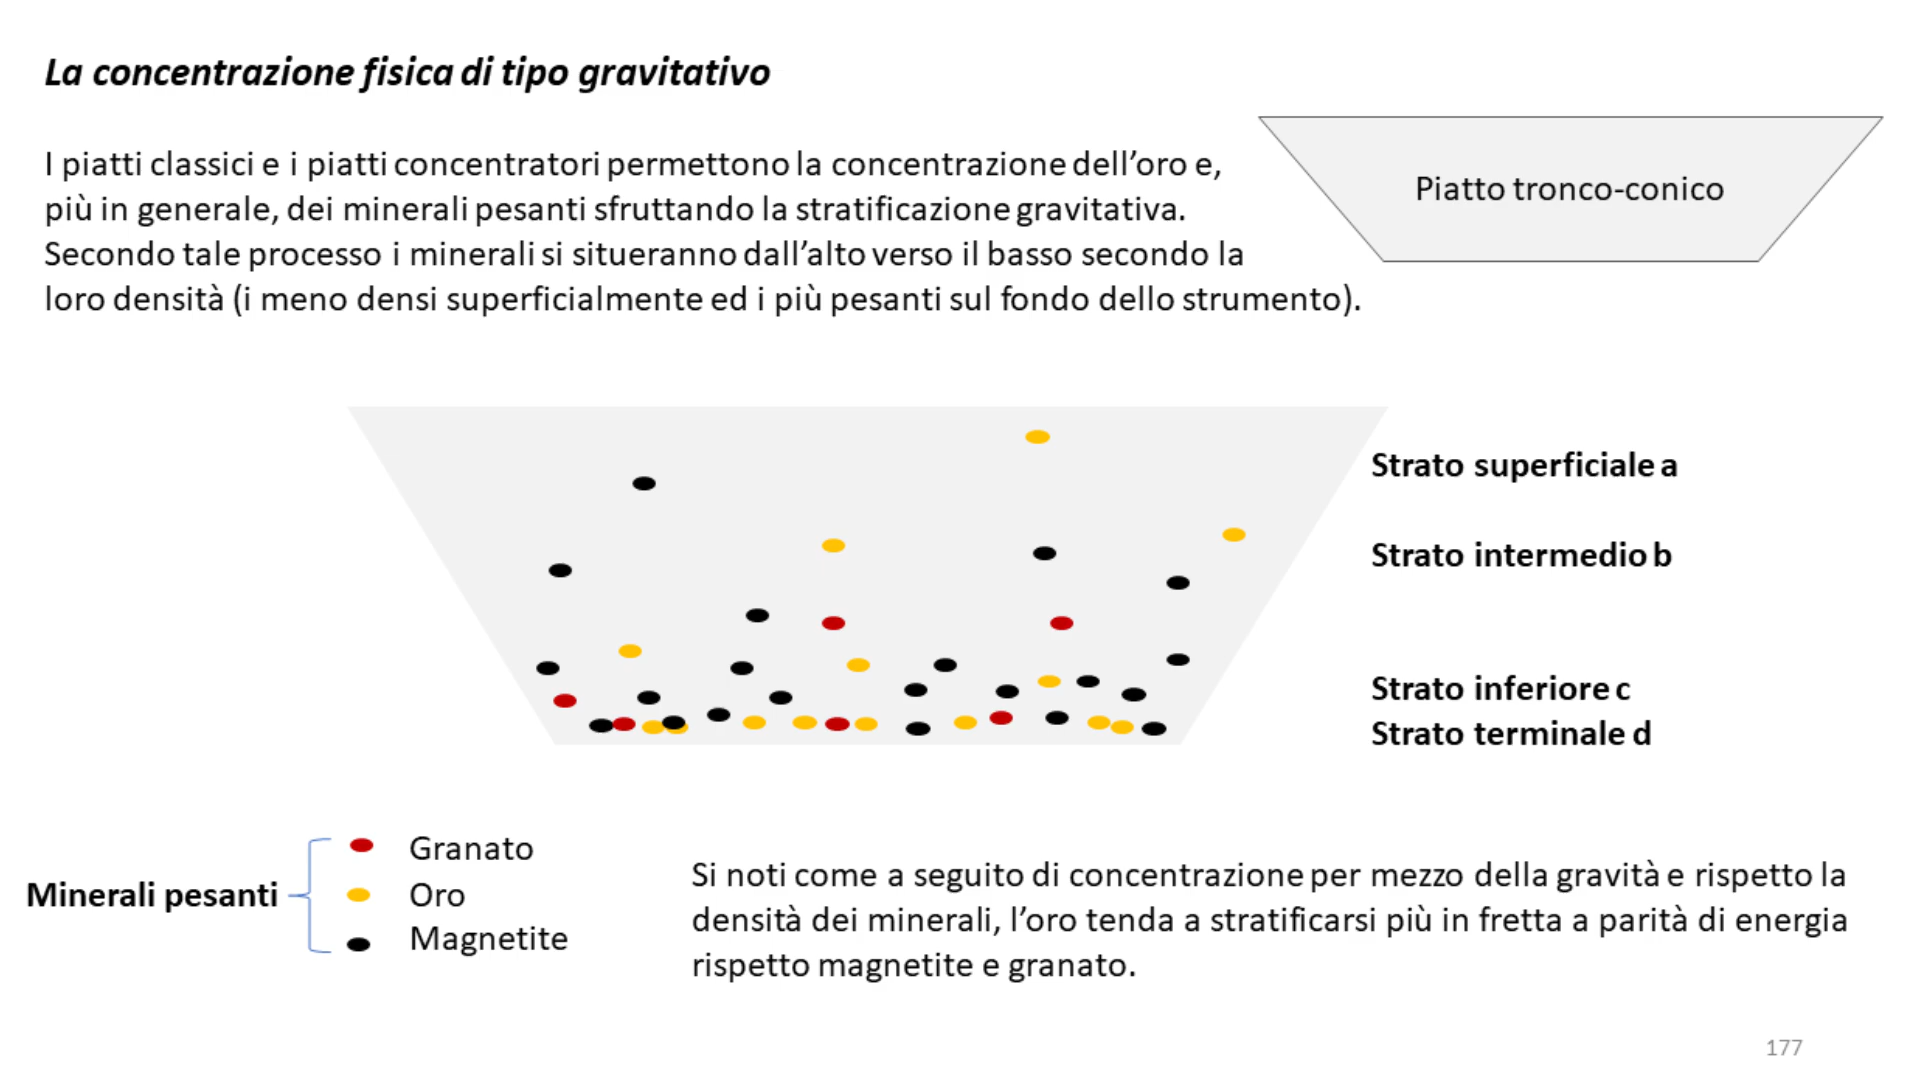 La concentrazione fisica di tipo gravitativo
I piatti classici e i piatti concentratori permettono la concentrazione dell’oro e,
più in generale, dei minerali pesanti sfruttando la stratificazione gravitativa.
Secondo tale processo i minerali si situeranno dall’alto verso il basso secondo la
loro densità (i meno densi superficialmente ed i più pesanti sul fondo dello strumento).
Piatto tronco-conico
Strato superficiale a
Strato intermedio b
Strato inferiore c
Strato terminale d
Minerali pesanti
Granato
Oro
Magnetite
Si noti come a seguito di concentrazione per mezzo della gravità e rispetto la
densità dei minerali, l’oro tenda a stratificarsi più in fretta a parità di energia
rispetto magnetite e granato.
177